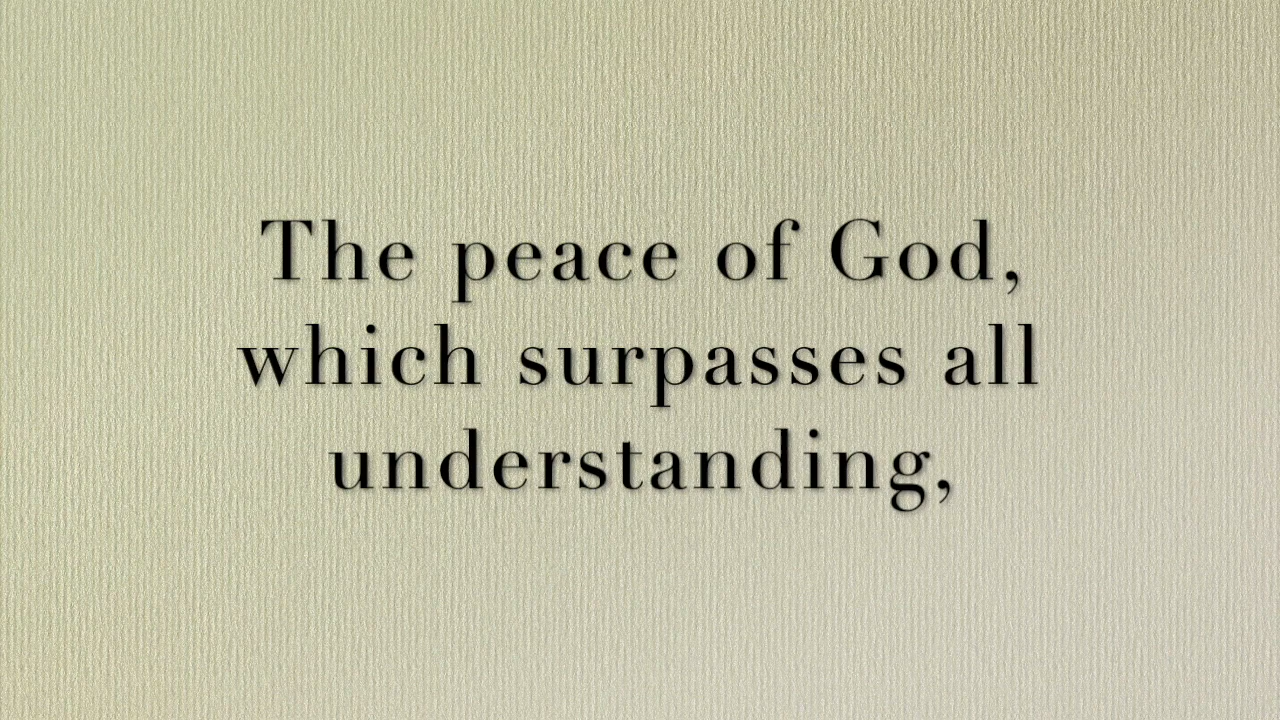 The peace of God,
which surpasses all
understanding,